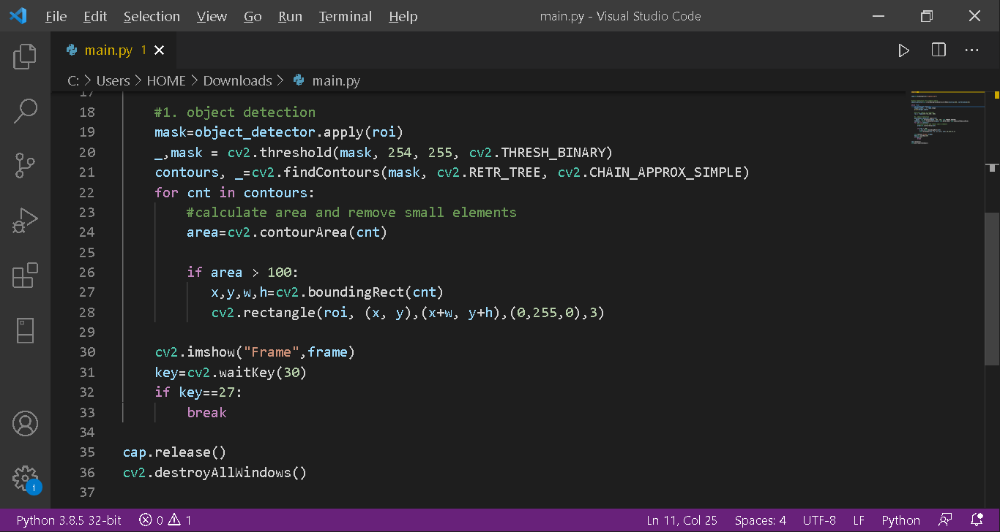 File Edit Selection View Go Run Terminal Help main.py - Visual Studio Code
main.py 1
C: > Users > HOME > Downloads > main.py
17
18 #1. object detection
19 mask=object_detector.apply(roi)
20 _,mask = cv2.threshold(mask, 254, 255, cv2.THRESH_BINARY)
21 contours, _=cv2.findContours(mask, cv2.RETR_TREE, cv2.CHAIN_APPROX_SIMPLE)
22 for cnt in contours:
23 #calculate area and remove small elements
24 area=cv2.contourArea(cnt)
25
26 if area > 100:
27 x,y,w,h=cv2.boundingRect(cnt)
28 cv2.rectangle(roi, (x, y),(x+w, y+h),(0,255,0),3)
29
30 cv2.imshow("Frame",frame)
31 key=cv2.waitKey(30)
32 if key==27:
33 break
34
35 cap.release()
36 cv2.destroyAllWindows()
37
1
Python 3.8.5 32-bit 0 1 Ln 11, Col 25 Spaces: 4 UTF-8 LF Python